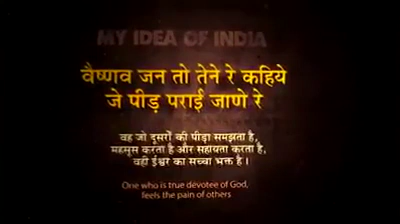 MY IDEA OF INDIA
वैष्णव जन तो तेने रे कहिये
जे पीड़ पराई जाणे रे
वह जो दूसरों की पीड़ा समझता है,
महसूस करता है और सहायता करता है,
वही ईश्वर का सच्चा भक्त है।
One who is true devotee of God,
feels the pain of others